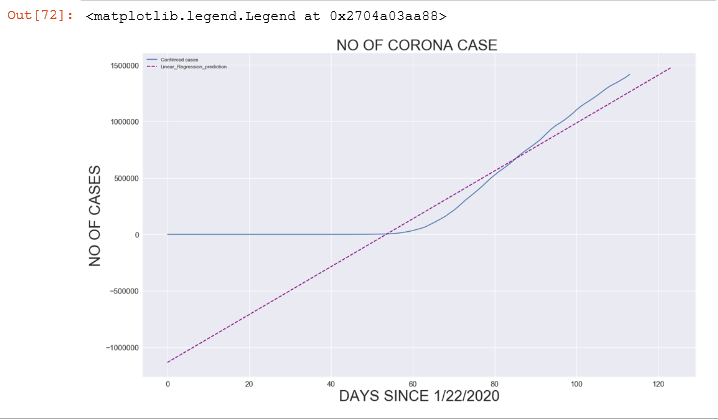 Out[72]: <matplotlib.legend.Legend at 0x2704a03aa88>
NO OF CORONA CASE
Confirmed cases
Linear_Regression_prediction
1500000
1000000
500000
0
−500000
−1000000
NO OF CASES
0 20 40 60 80 100 120
DAYS SINCE 1/22/2020